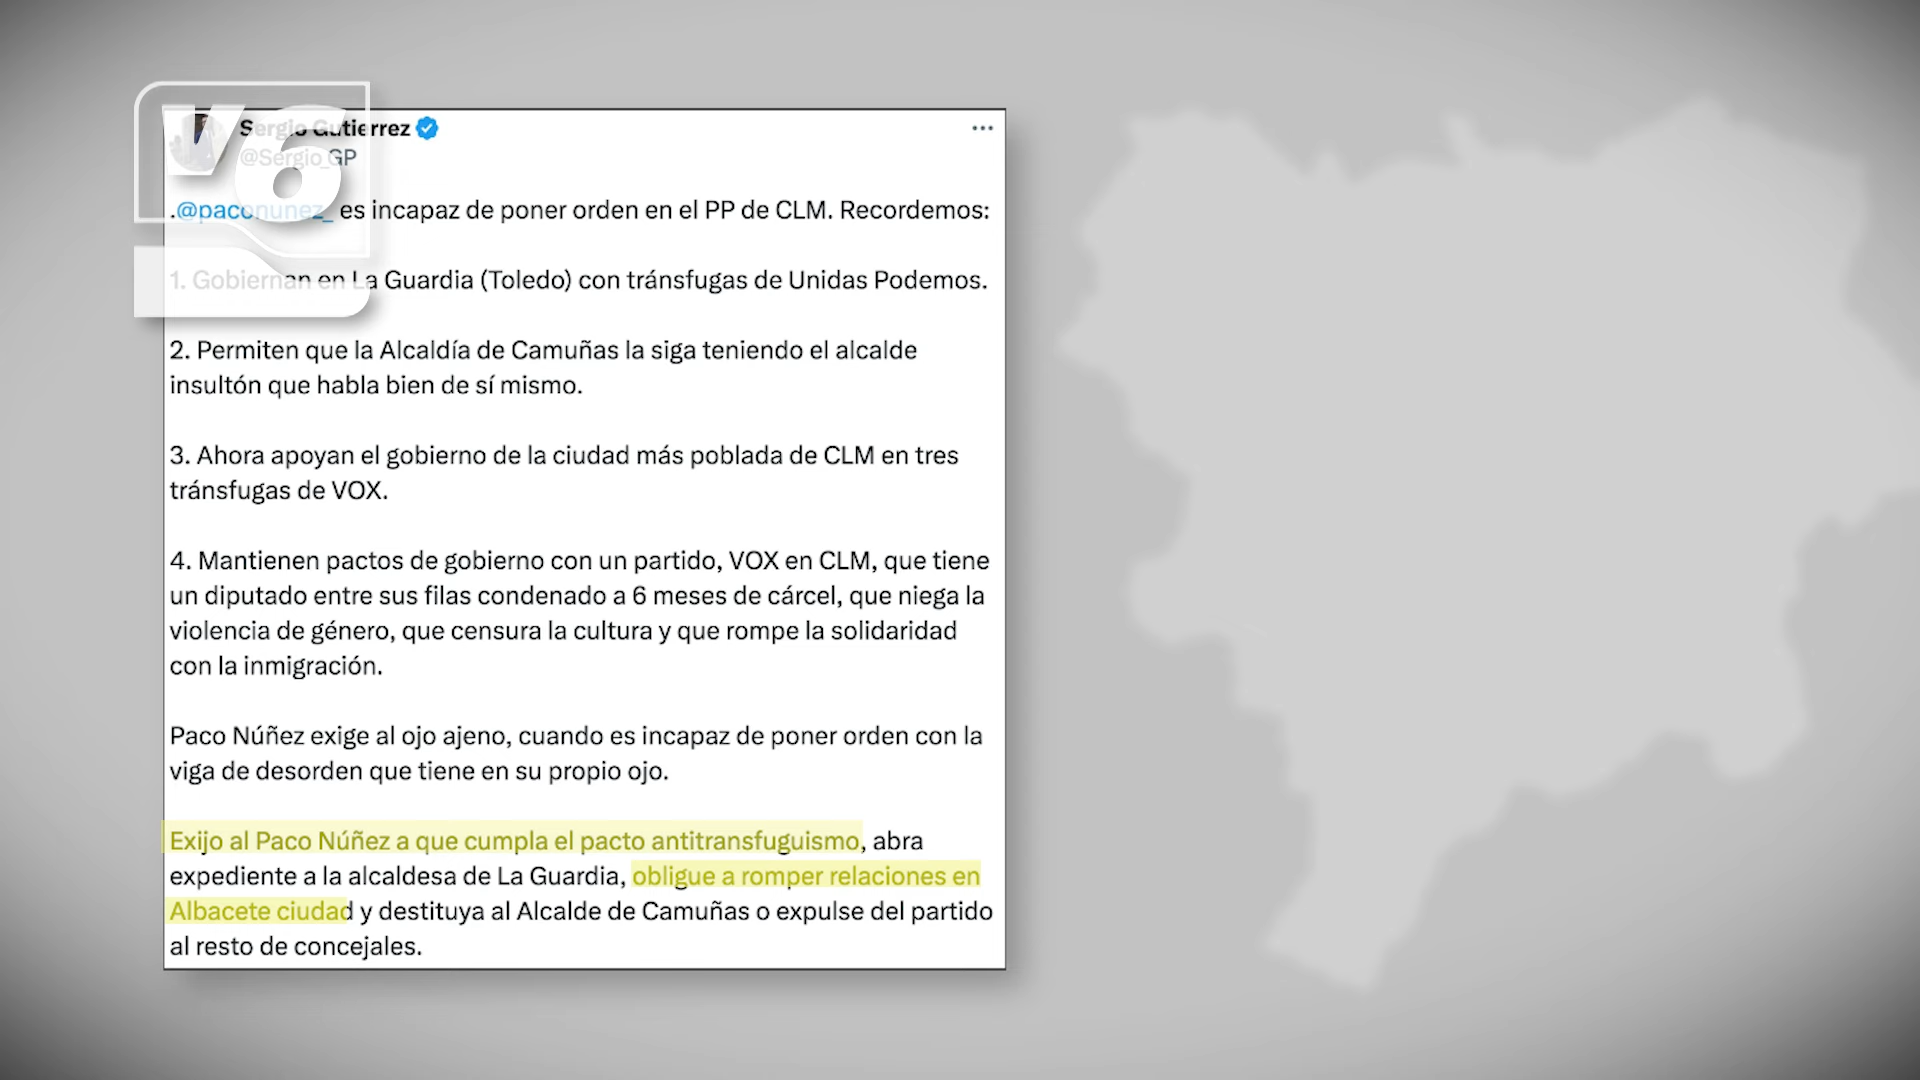 V6
Sergio Gutierrez
@Sergio_GP
.@paconunez_ es incapaz de poner orden en el PP de CLM. Recordemos:
1. Gobiernan en La Guardia (Toledo) con tránsfugas de Unidas Podemos.
2. Permiten que la Alcaldía de Camuñas la siga teniendo el alcalde
insultón que habla bien de sí mismo.
3. Ahora apoyan el gobierno de la ciudad más poblada de CLM en tres
tránsfugas de VOX.
4. Mantienen pactos de gobierno con un partido, VOX en CLM, que tiene
un diputado entre sus filas condenado a 6 meses de cárcel, que niega la
violencia de género, que censura la cultura y que rompe la solidaridad
con la inmigración.
Paco Núñez exige al ojo ajeno, cuando es incapaz de poner orden con la
viga de desorden que tiene en su propio ojo.
Exijo al Paco Núñez a que cumpla el pacto antitransfuguismo, abra
expediente a la alcaldesa de La Guardia, obligue a romper relaciones en
Albacete ciudad y destituya al Alcalde de Camuñas o expulse del partido
al resto de concejales.